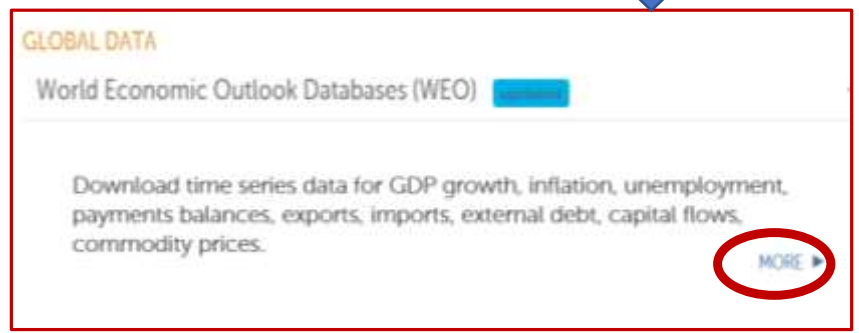 GLOBAL DATA
World Economic Outlook Databases (WEO)
Download time series data for GDP growth, inflation, unemployment,
payments balances, exports, imports, external debt, capital flows,
commodity prices.
MORE ►